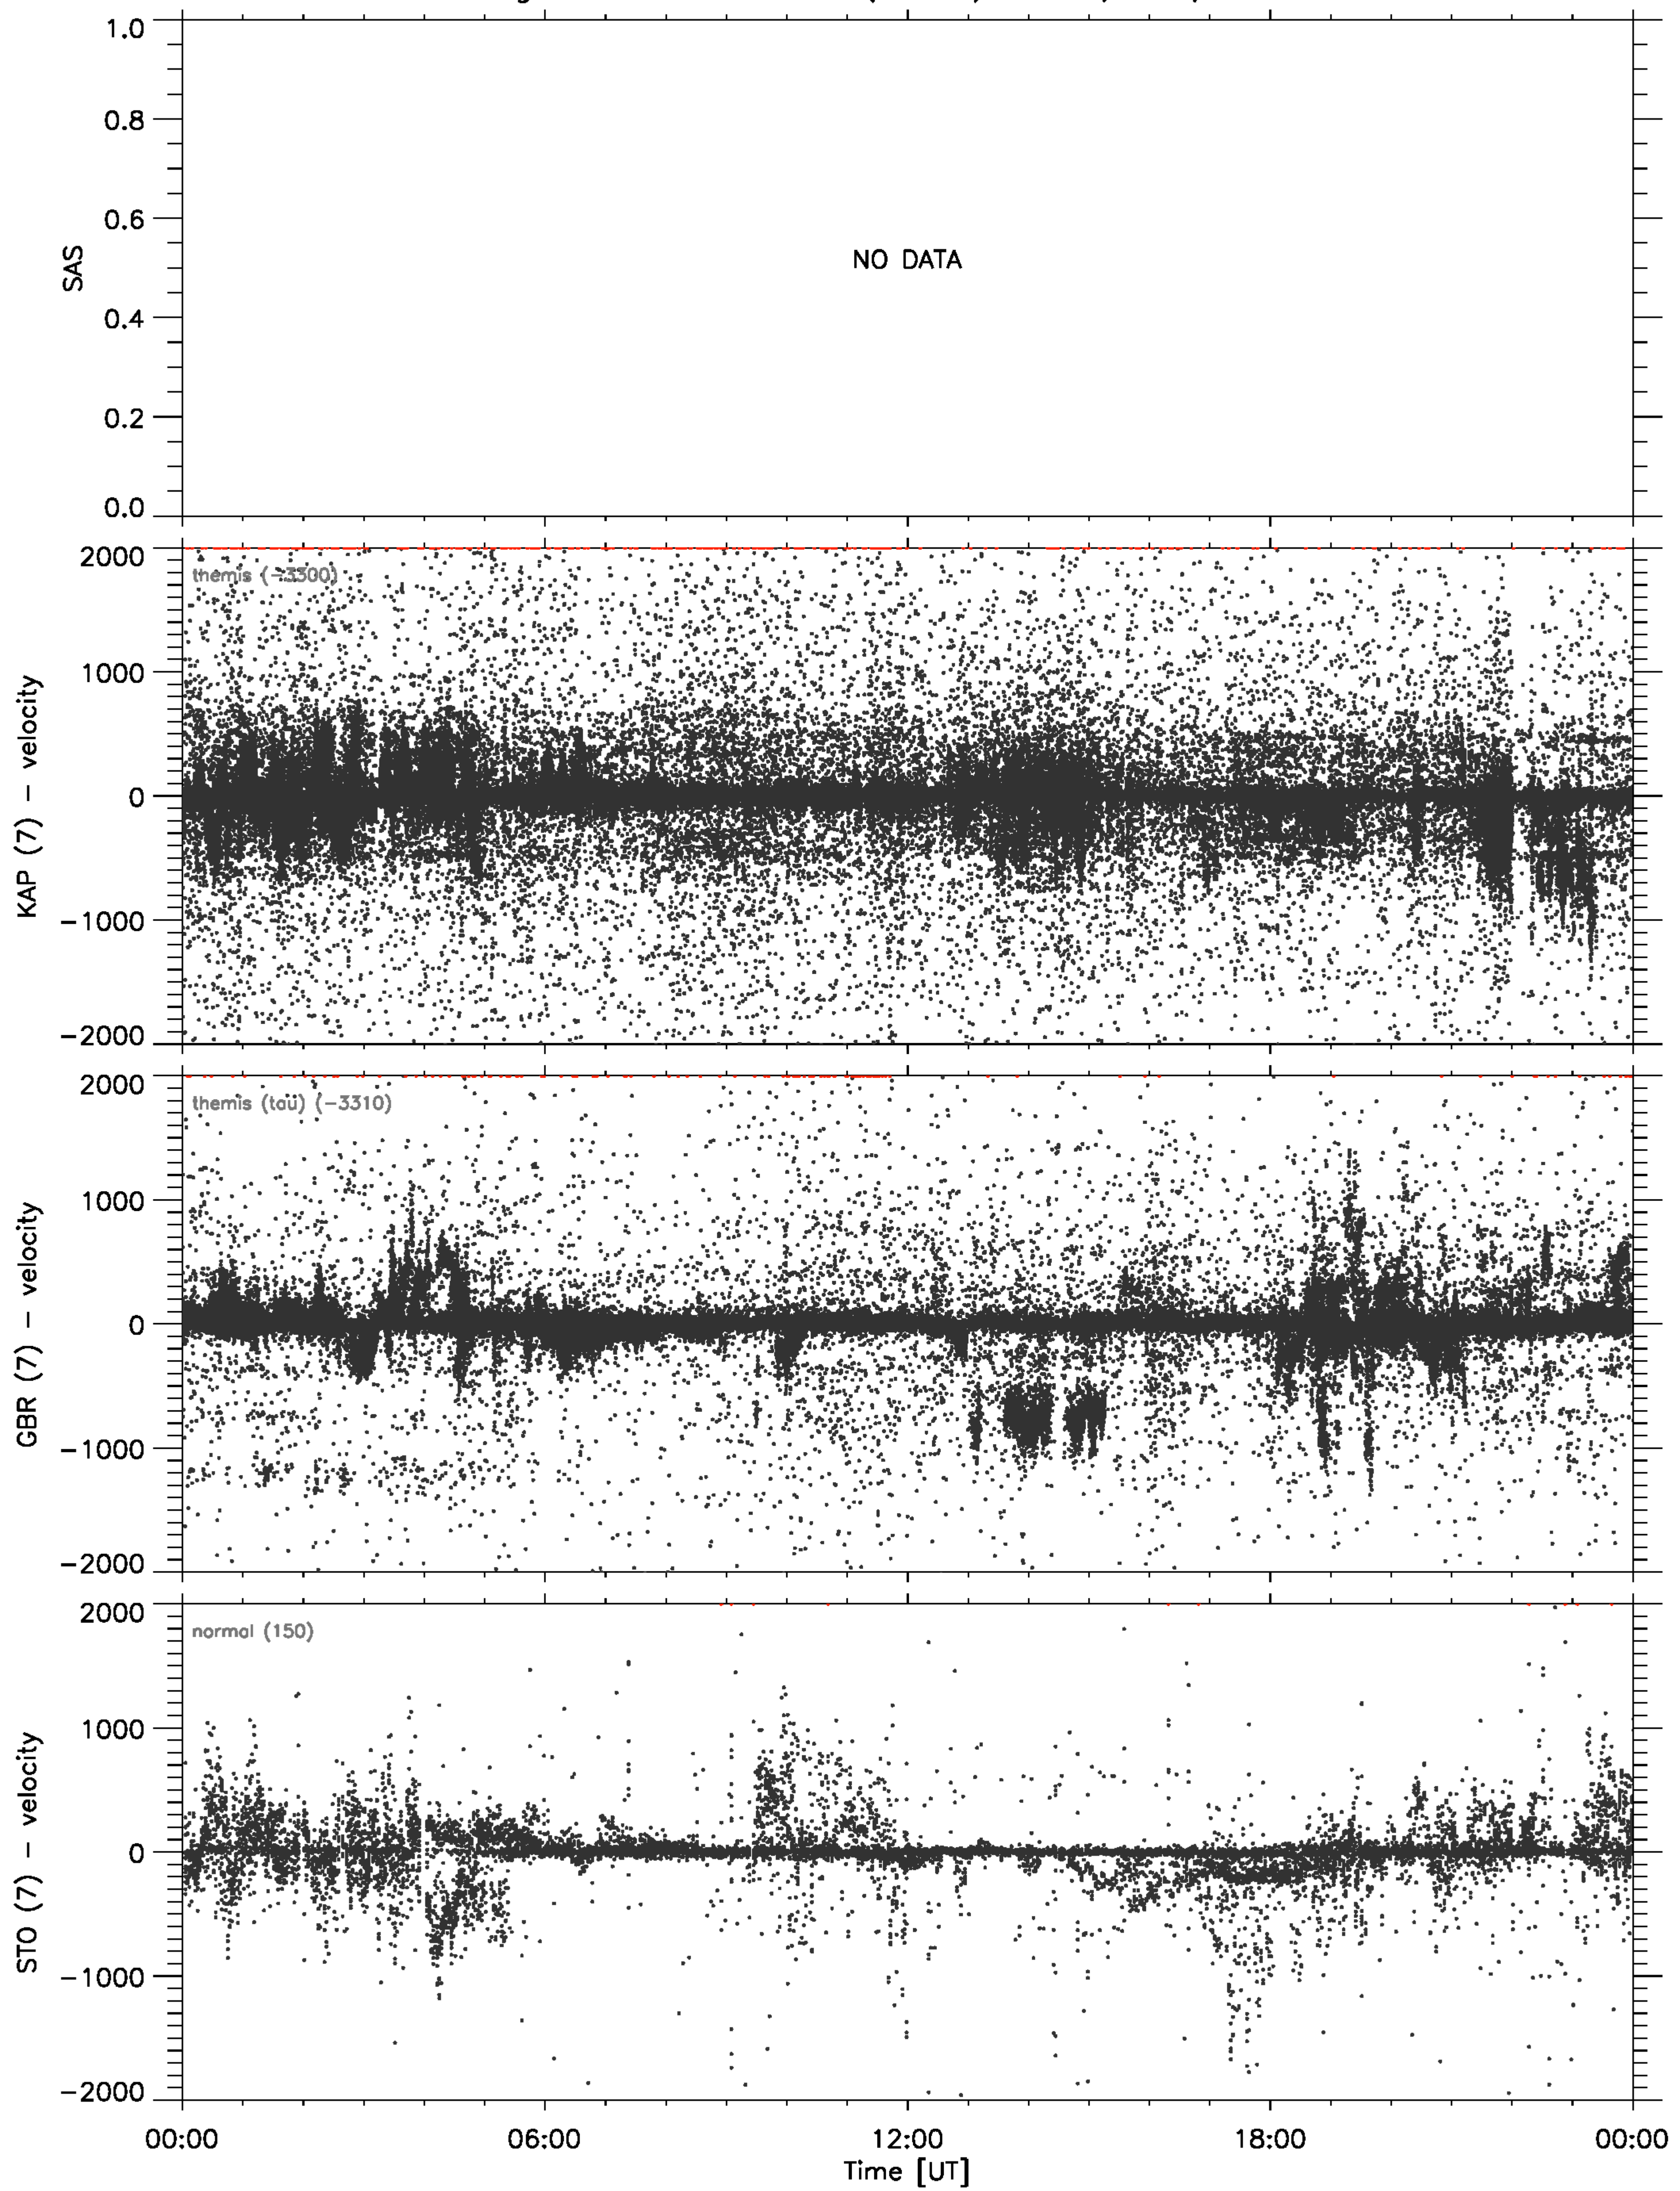 1.0
0.8
0.6
0.4
0.2
0.0
SAS
NO DATA
2000
1000
0
−1000
−2000
KAP (7) − velocity
themis (−3300)
2000
1000
0
−1000
−2000
GBR (7) − velocity
themis (tau) (−3310)
2000
1000
0
−1000
−2000
STO (7) − velocity
normal (150)
00:00 06:00 12:00 18:00 00:00
Time [UT]